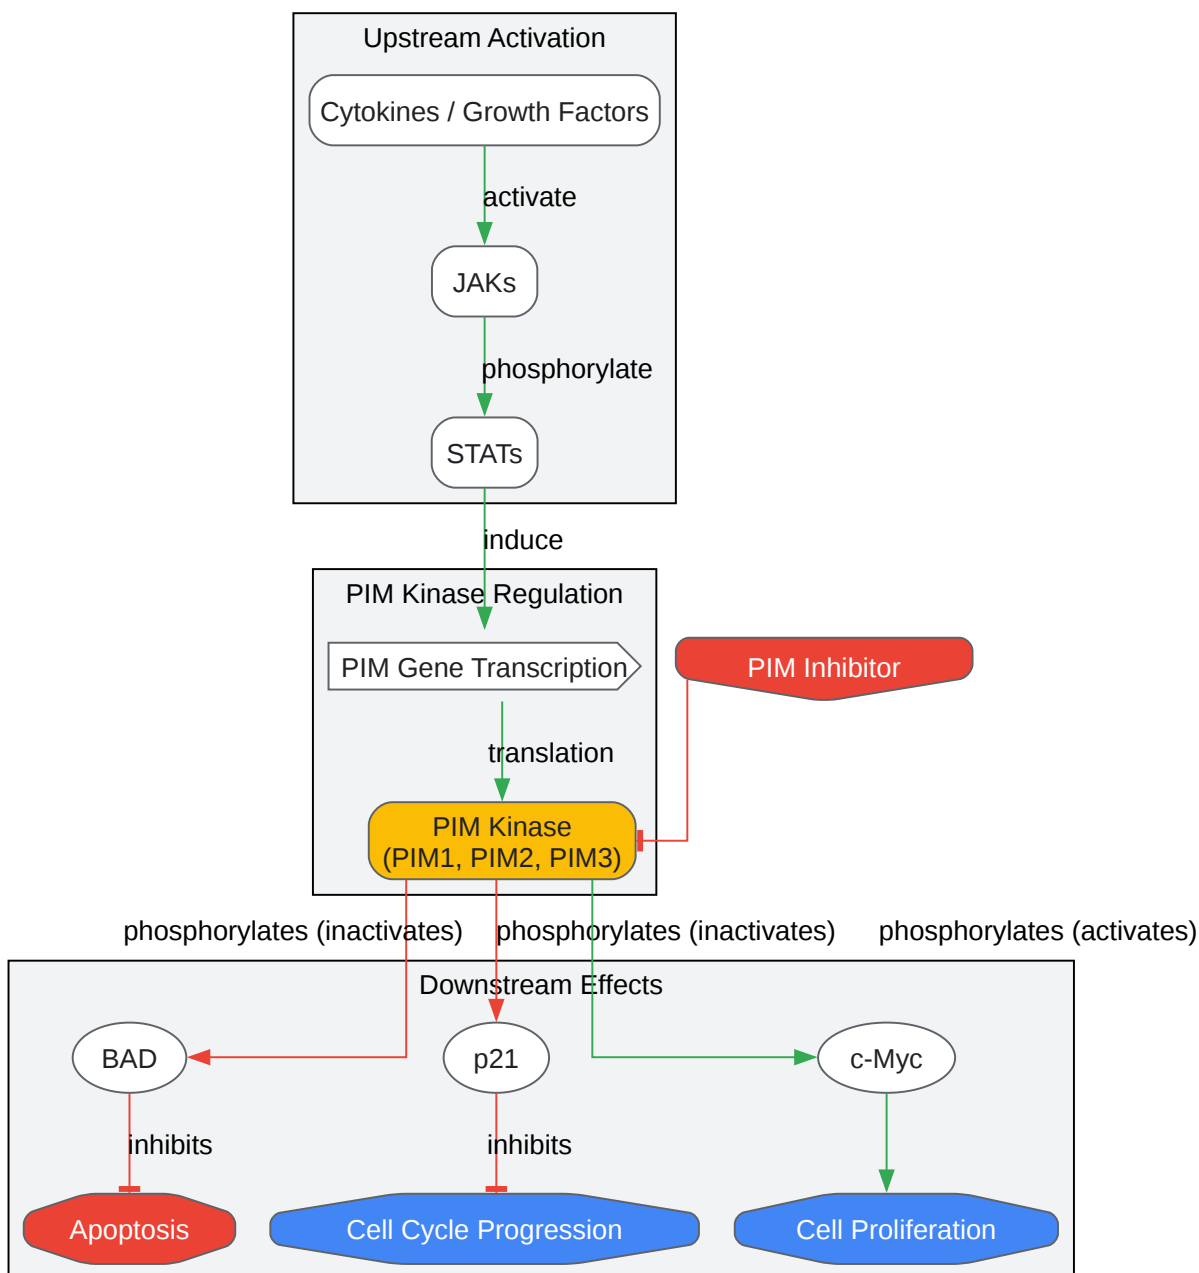 Upstream Activation
Cytokines / Growth Factors
activate
JAKs
phosphorylate
STATs
induce
PIM Kinase Regulation
PIM Gene Transcription
PIM Inhibitor
translation
PIM Kinase
(PIM1, PIM2, PIM3)
phosphorylates (inactivates)
phosphorylates (inactivates)
phosphorylates (activates)
Downstream Effects
BAD
p21
c-Myc
inhibits
inhibits
Apoptosis
Cell Cycle Progression
Cell Proliferation